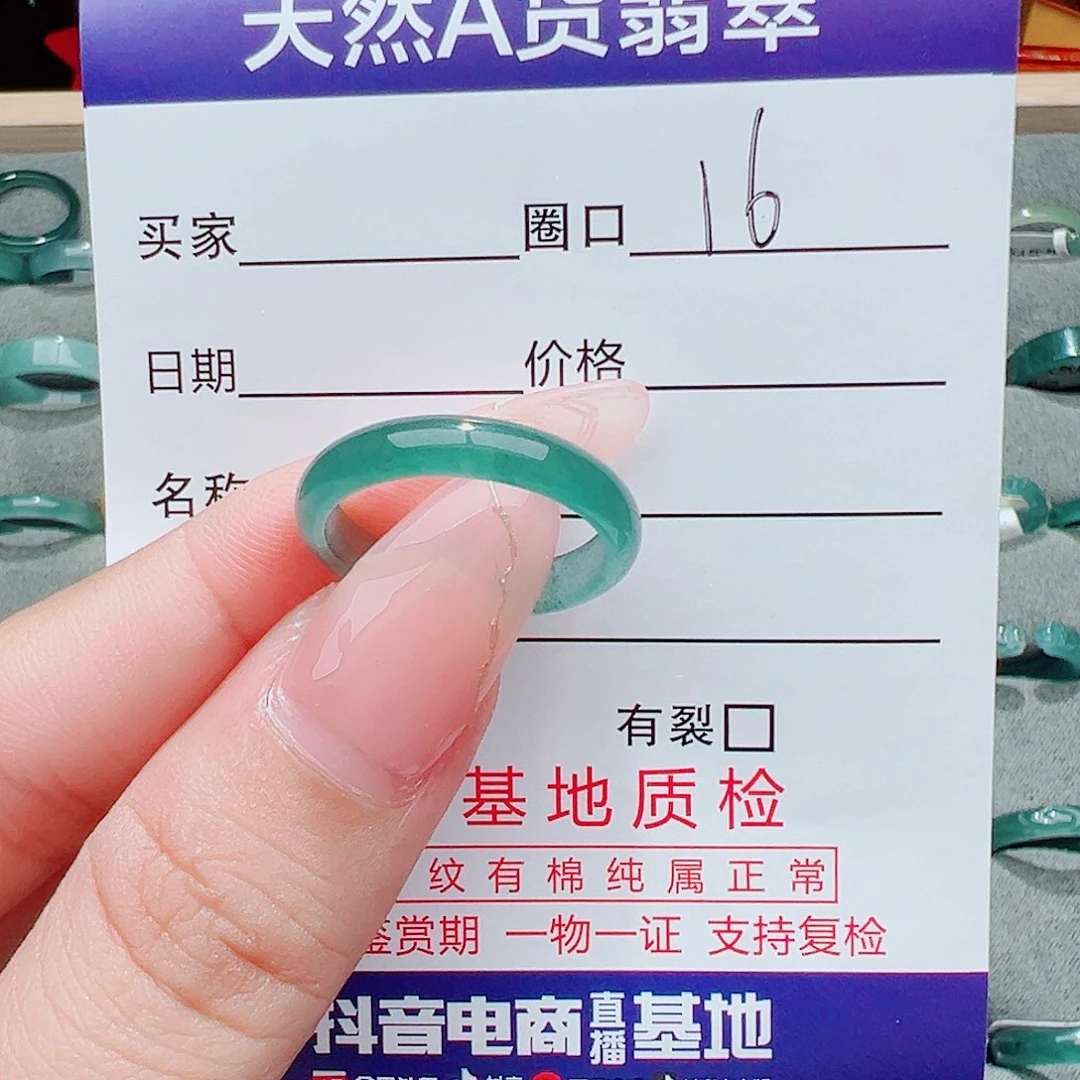 天然A货翡翠
买家 圈口 16
日期 价格
名称
有裂□
基地质检
纹有棉纯属正常
鉴赏期 一物一证 支持复检
抖音电商直播基地